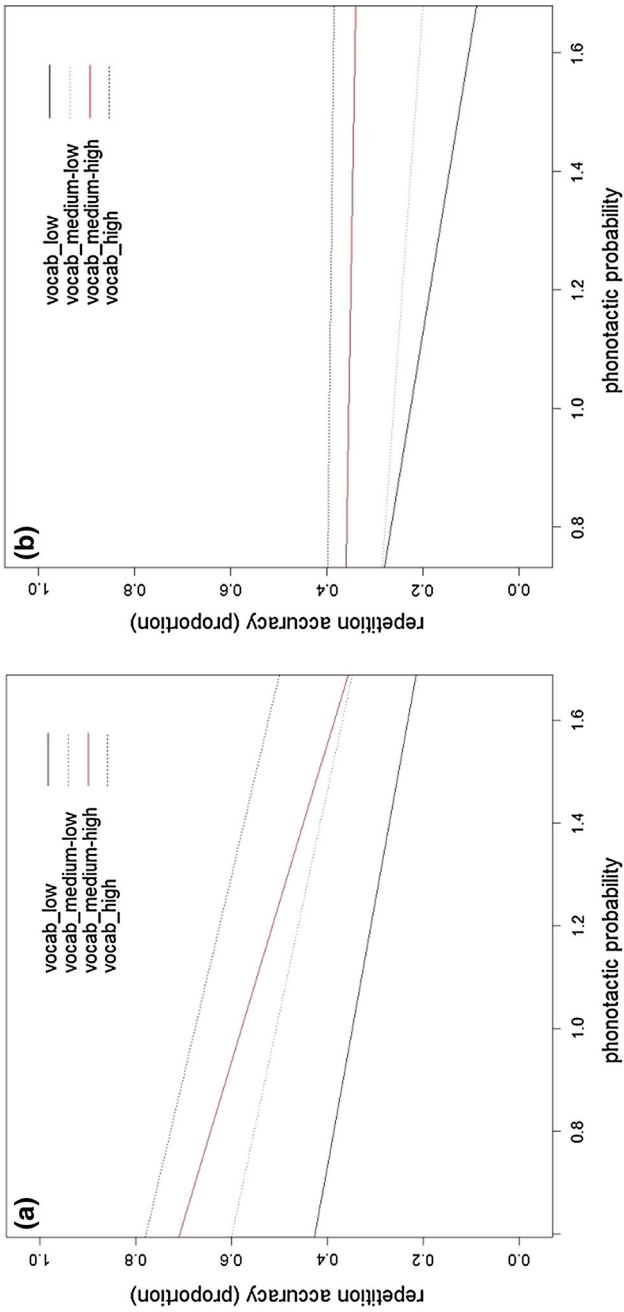 (a)
repetition accuracy (proportion)
1.0
0.8
0.6
0.4
0.2
0.0
vocab_low
vocab_medium-low
vocab_medium-high
vocab_high
0.8
1.0
1.2
1.4
1.6
phonotactic probability
(b)
repetition accuracy (proportion)
1.0
0.8
0.6
0.4
0.2
0.0
vocab_low
vocab_medium-low
vocab_medium-high
vocab_high
0.8
1.0
1.2
1.4
1.6
phonotactic probability